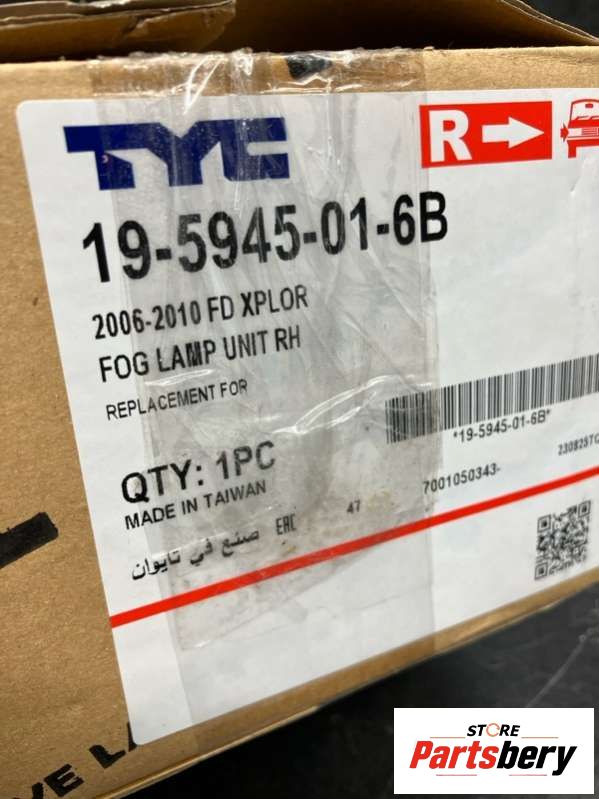 TYC
R
19-5945-01-6B
2006-2010 FD XPLOR
FOG LAMP UNIT RH
REPLACEMENT FOR
*19-5945-01-6B*
QTY: 1PC
7001050343-
MADE IN TAIWAN
صنع في تايوان EAC 47
STORE
Partsbery